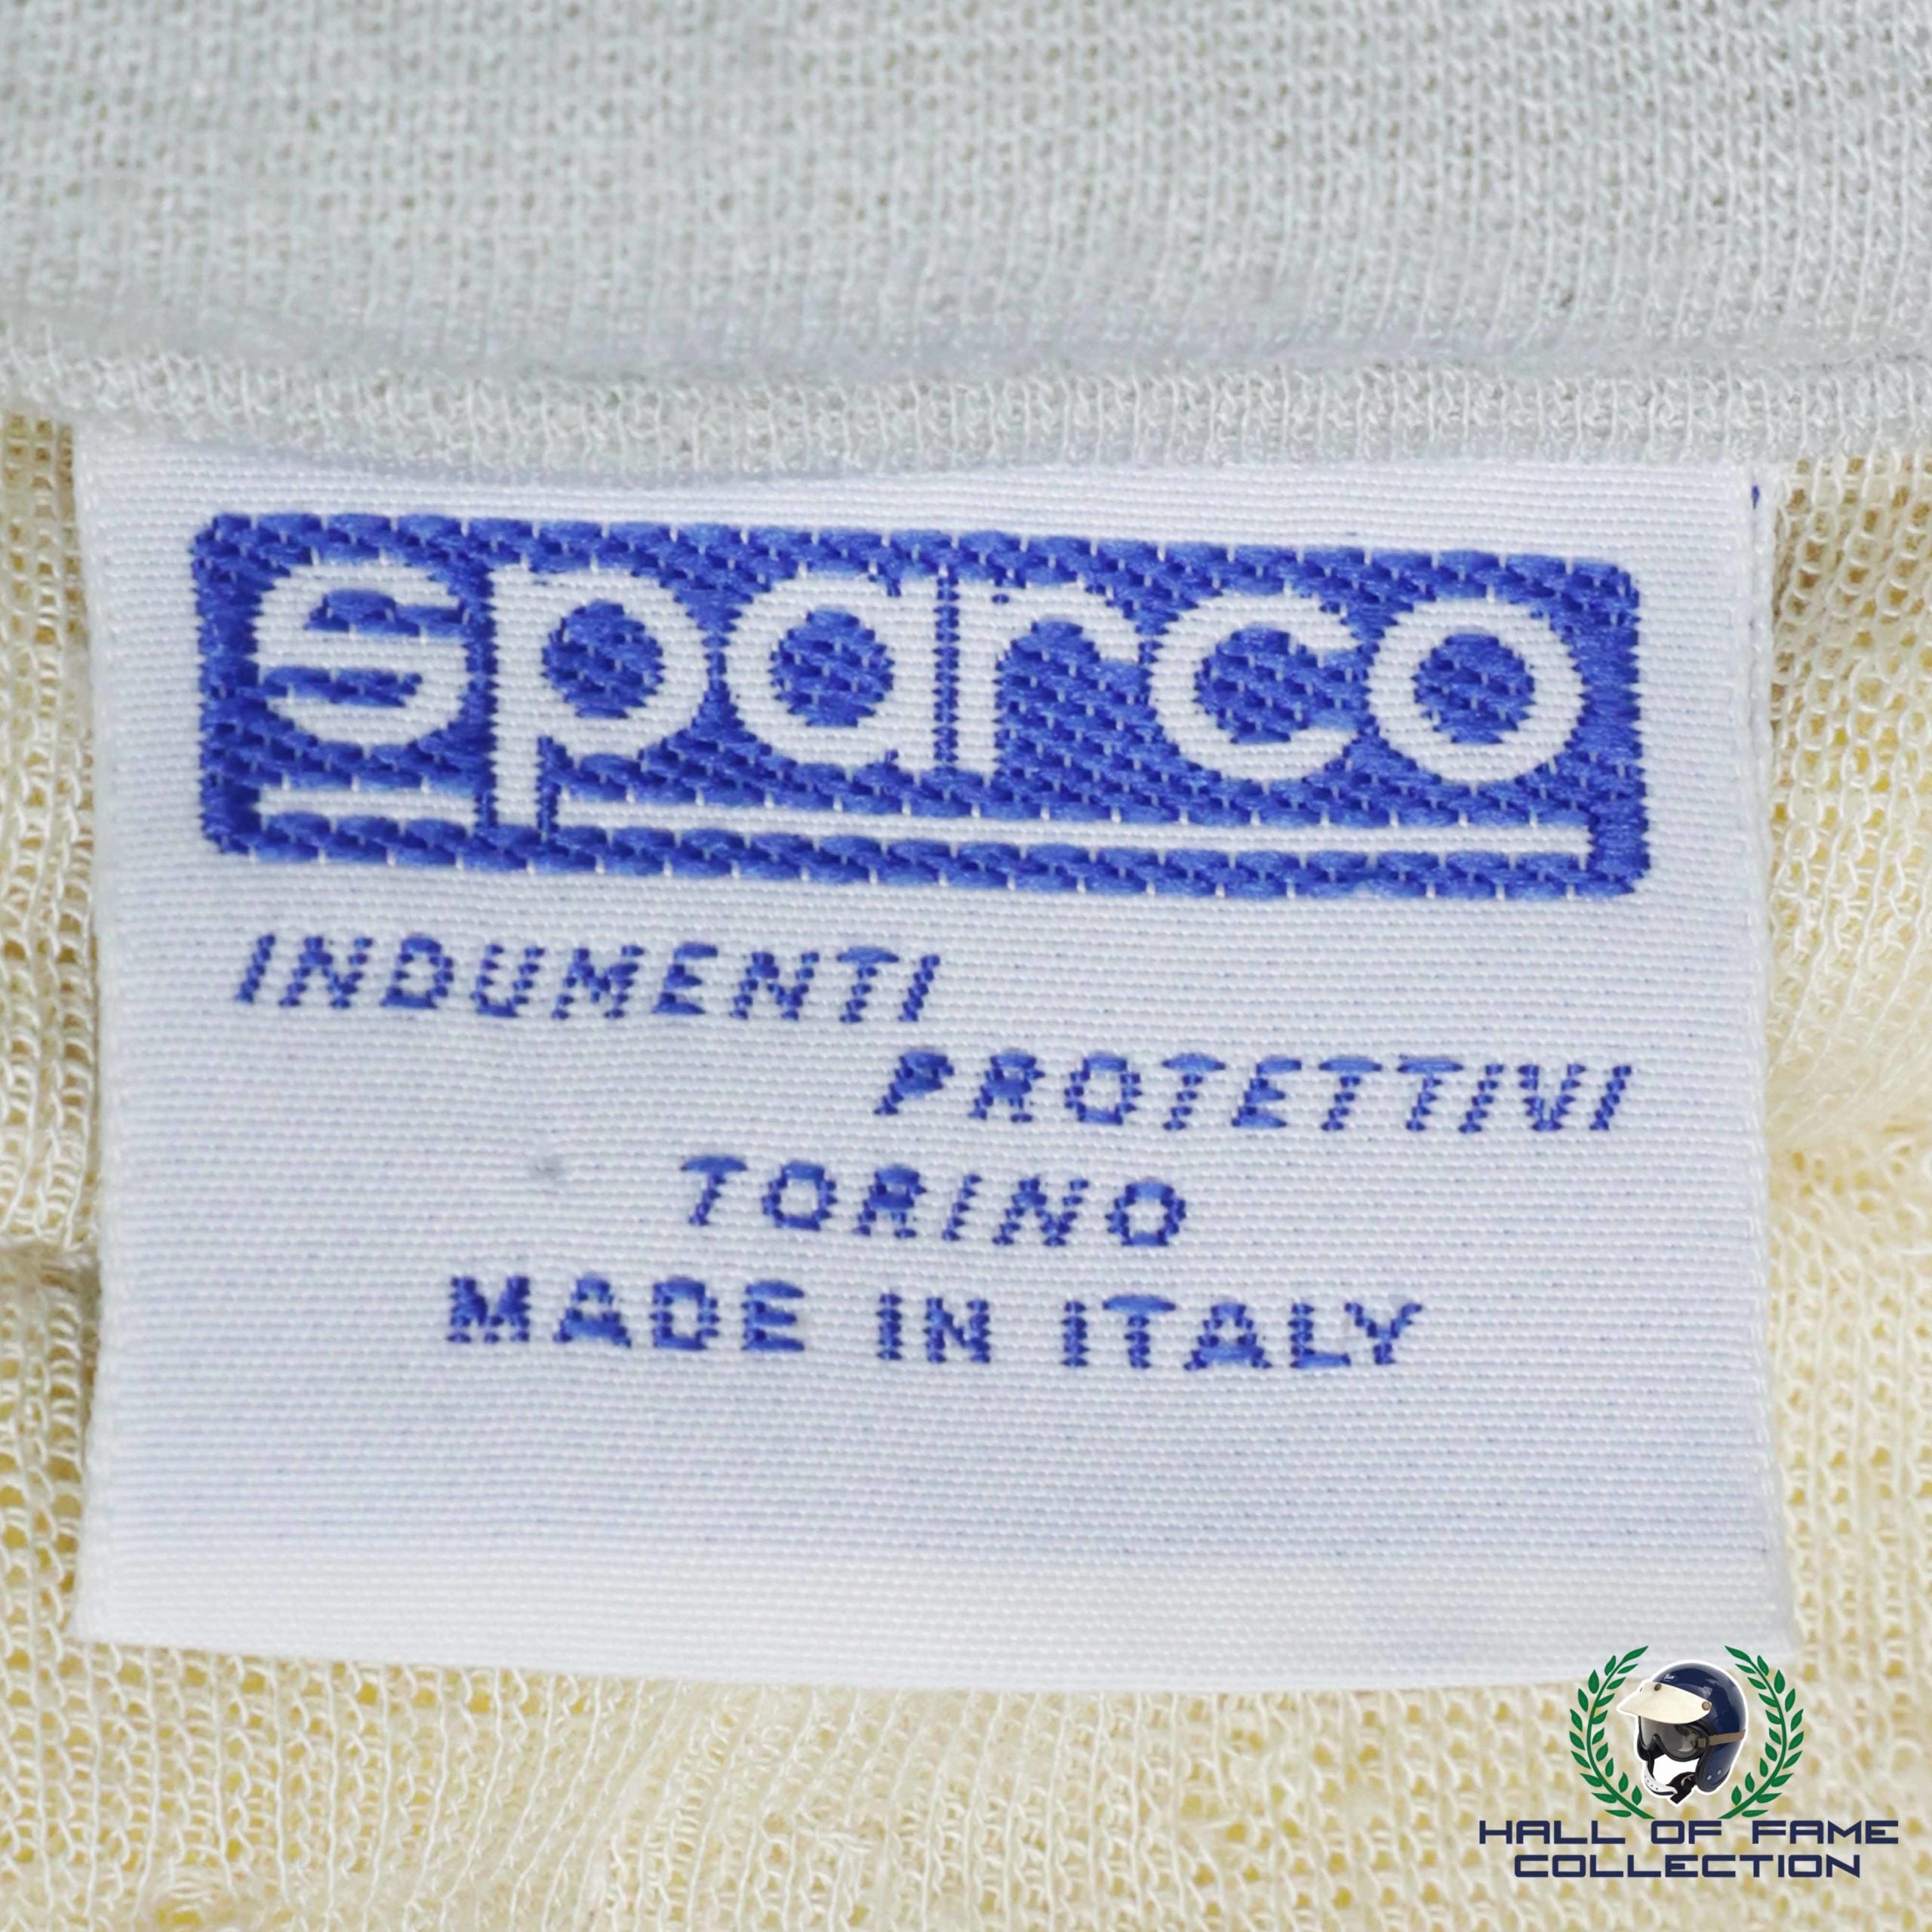 sparco
INDUMENTI
PROTETTIVI
TORINO
MADE IN ITALY
HALL OF FAME
COLLECTION